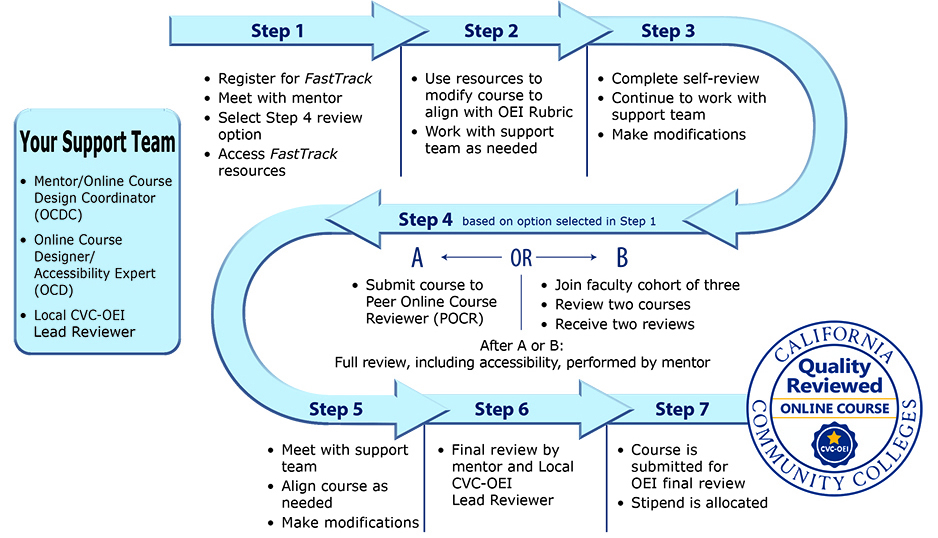 Step 1
• Register for FastTrack
• Meet with mentor
• Select Step 4 review
option
• Access FastTrack
resources
Step 2
• Use resources to
modify course to
align with OEI Rubric
• Work with support
team as needed
Step 3
• Complete self-review
• Continue to work with
support team
• Make modifications
Your Support Team
• Mentor/Online Course
Design Coordinator
(OCDC)
• Online Course
Designer/
Accessibility Expert
(OCD)
• Local CVC-OEI
Lead Reviewer
Step 4 based on option selected in Step 1
A OR B
• Submit course to
Peer Online Course
Reviewer (POCR)
• Join faculty cohort of three
• Review two courses
• Receive two reviews
After A or B:
Full review, including accessibility, performed by mentor
Step 5
• Meet with support
team
• Align course as
needed
• Make modifications
Step 6
• Final review by
mentor and Local
CVC-OEI
Lead Reviewer
Step 7
• Course is
submitted for
OEI final review
• Stipend is allocated
CALIFORNIA
Quality
Reviewed
ONLINE COURSE
CVC-OEI
COMMUNITY COLLEGES